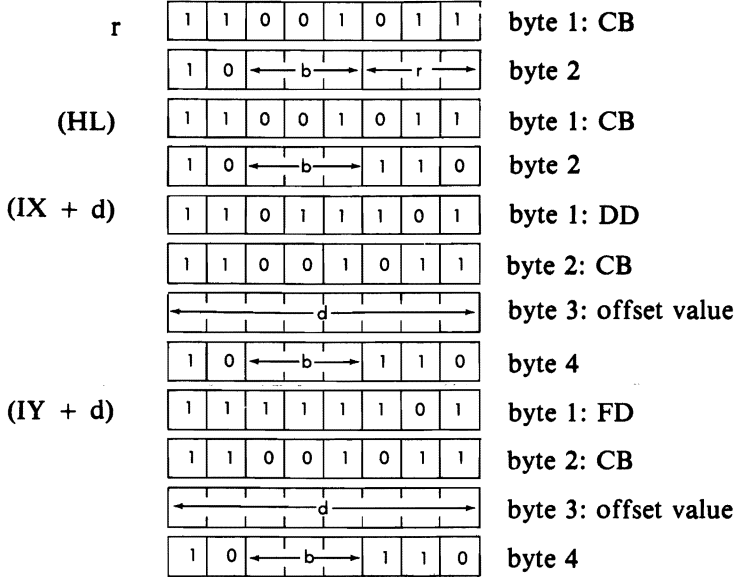 r 1 1 0 0 1 0 1 1 byte 1: CB
1 0 b r byte 2
(HL) 1 1 0 0 1 0 1 1 byte 1: CB
1 0 b 1 1 0 byte 2
(IX + d) 1 1 0 1 1 1 0 1 byte 1: DD
1 1 0 0 1 0 1 1 byte 2: CB
d byte 3: offset value
1 0 b 1 1 0 byte 4
(IY + d) 1 1 1 1 1 1 0 1 byte 1: FD
1 1 0 0 1 0 1 1 byte 2: CB
d byte 3: offset value
1 0 b 1 1 0 byte 4